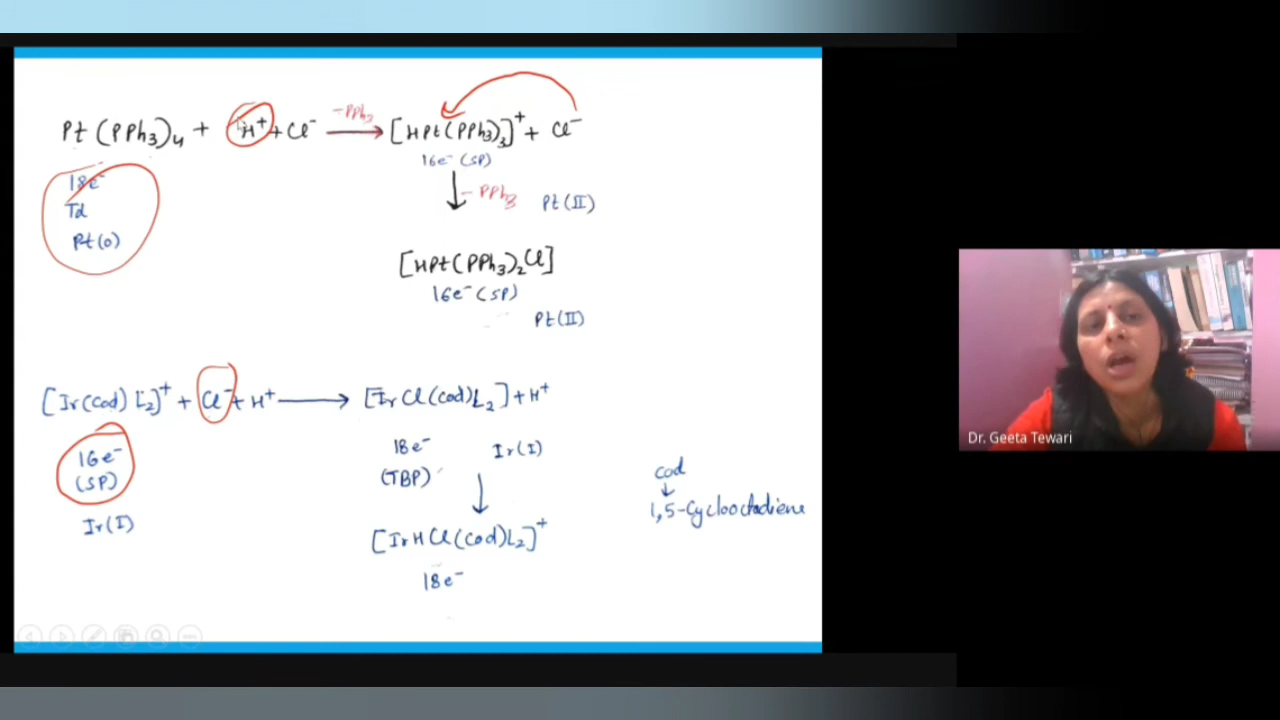 Pt(PPh₃)₄ + H⁺ + Cl⁻ —-PPh₃→ [HPt(PPh₃)₃]⁺ + Cl⁻
18e⁻
Td
Pt(0)
16e⁻ (SP)
- PPh₃
Pt(II)
[HPt(PPh₃)₂Cl]
16e⁻ (SP)
Pt(II)
[Ir(Cod) L₂]⁺ + Cl⁻ + H⁺ ⟶ [IrCl(cod)L₂] + H⁺
16e⁻
(SP)
Ir(I)
18e⁻
(TBP)
Ir(I)
[IrHCl(cod)L₂]⁺
18e⁻
cod
↓
1,5-Cyclooctadiene
Dr. Geeta Tewari